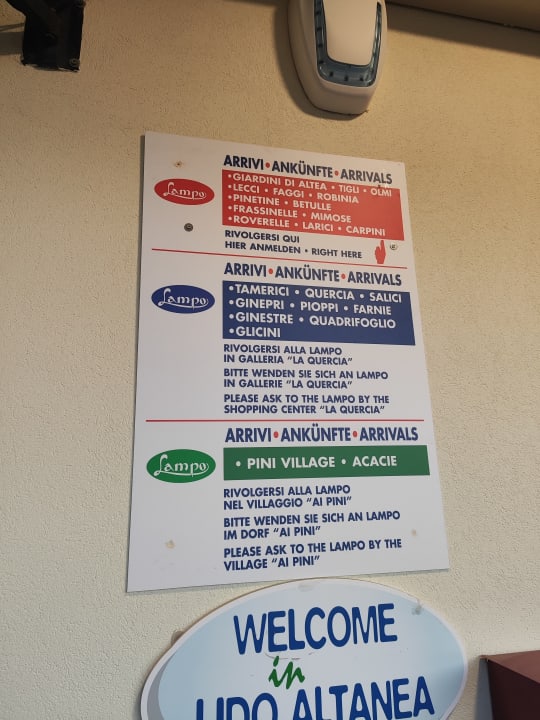 ARRIVI • ANKÜNFTE • ARRIVALS
Lampo
• GIARDINI DI ALTEA • TIGLI • OLMI
• LECCI • FAGGI • ROBINIA
• PINETINE • BETULLE
• FRASSINELLE • MIMOSE
• ROVERELLE • LARICI • CARPINI
RIVOLGERSI QUI
HIER ANMELDEN • RIGHT HERE
ARRIVI • ANKÜNFTE • ARRIVALS
Lampo
• TAMERICI • QUERCIA • SALICI
• GINEPRI • PIOPPI • FARNIE
• GINESTRE • QUADRIFOGLIO
• GLICINI
RIVOLGERSI ALLA LAMPO
IN GALLERIA "LA QUERCIA"
BITTE WENDEN SIE SICH AN LAMPO
IN GALLERIE "LA QUERCIA"
PLEASE ASK TO THE LAMPO BY THE
SHOPPING CENTER "LA QUERCIA"
ARRIVI • ANKÜNFTE • ARRIVALS
Lampo
• PINI VILLAGE • ACACIE
RIVOLGERSI ALLA LAMPO
NEL VILLAGGIO "AI PINI"
BITTE WENDEN SIE SICH AN LAMPO
IM DORF "AI PINI"
PLEASE ASK TO THE LAMPO BY THE
VILLAGE "AI PINI"
WELCOME
in
LIDO ALTANEA